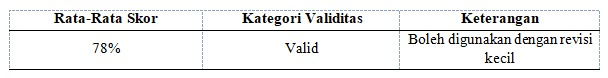 Rata-Rata Skor Kategori Validitas Keterangan
78% Valid Boleh digunakan dengan revisi
kecil